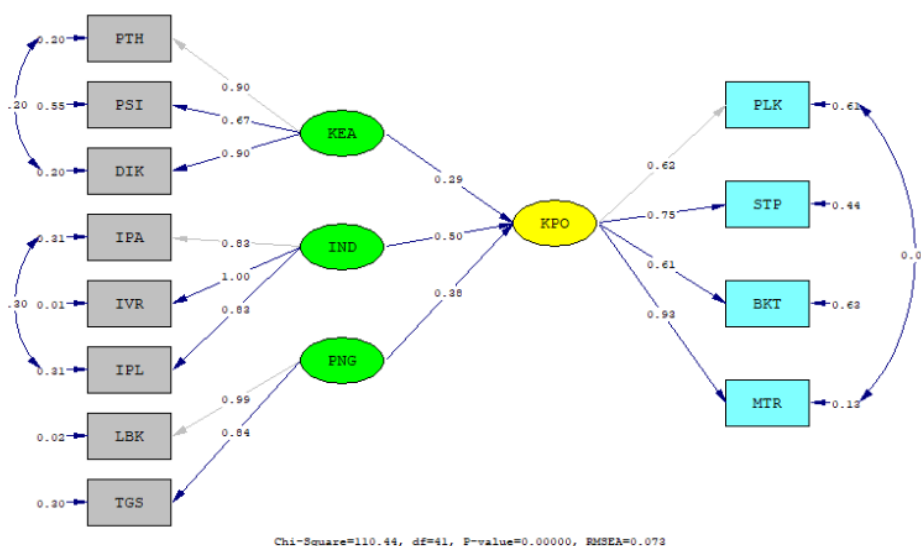 0.20 PTH
0.90
.20 0.55 PSI
0.67
KEA
0.20 DIK
0.90
0.29
0.31 IPA
0.83
IND
0.50
1.00
.30 0.01 IVR
0.83
0.31 IPL
0.38
PNG
0.99
0.02 LBK
0.84
0.30 TGS
KPO
0.62
PLK
0.75
STP 0.44
0.61
BKT 0.63
0.93
MTR 0.13
Chi-Square=110.44, df=41, P-value=0.00000, RMSEA=0.073